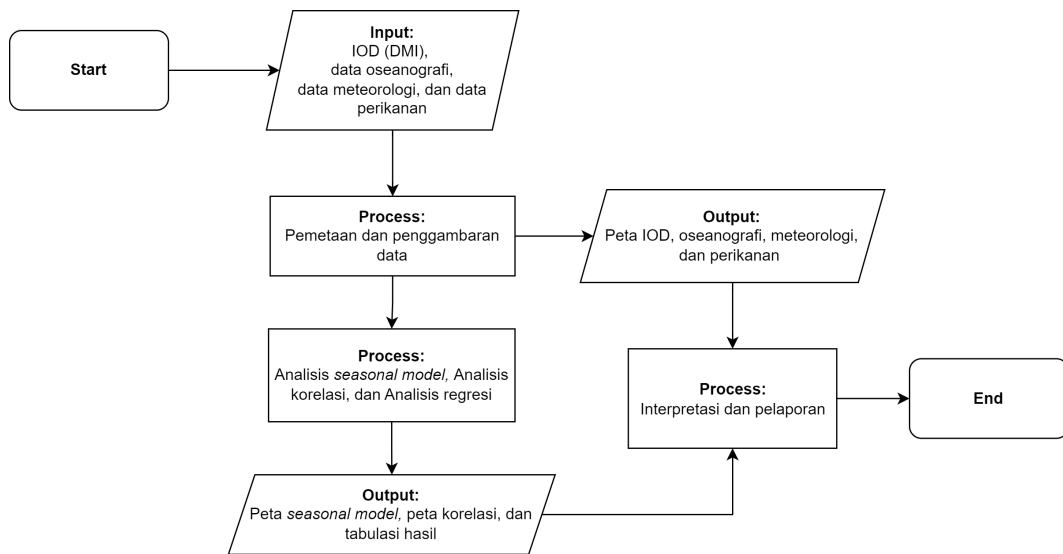 Start
Input:
IOD (DMI),
data oseanografi,
data meteorologi, dan data
perikanan
Process:
Pemetaan dan penggambaran
data
Output:
Peta IOD, oseanografi, meteorologi,
dan perikanan
Process:
Analisis seasonal model, Analisis
korelasi, dan Analisis regresi
Process:
Interpretasi dan pelaporan
End
Output:
Peta seasonal model, peta korelasi, dan
tabulasi hasil